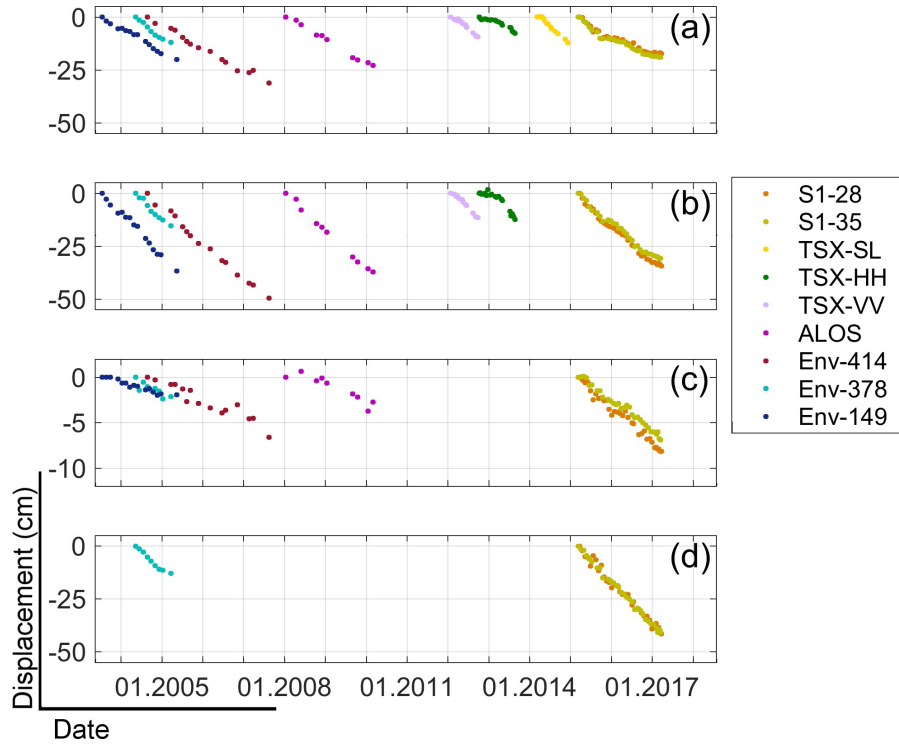 0
-25
-50
(a)
0
-25
-50
(b)
0
-5
-10
(c)
0
-25
-50
(d)
S1-28
S1-35
TSX-SL
TSX-HH
TSX-VV
ALOS
Env-414
Env-378
Env-149
Displacement (cm)
01.2005 01.2008 01.2011 01.2014 01.2017
Date